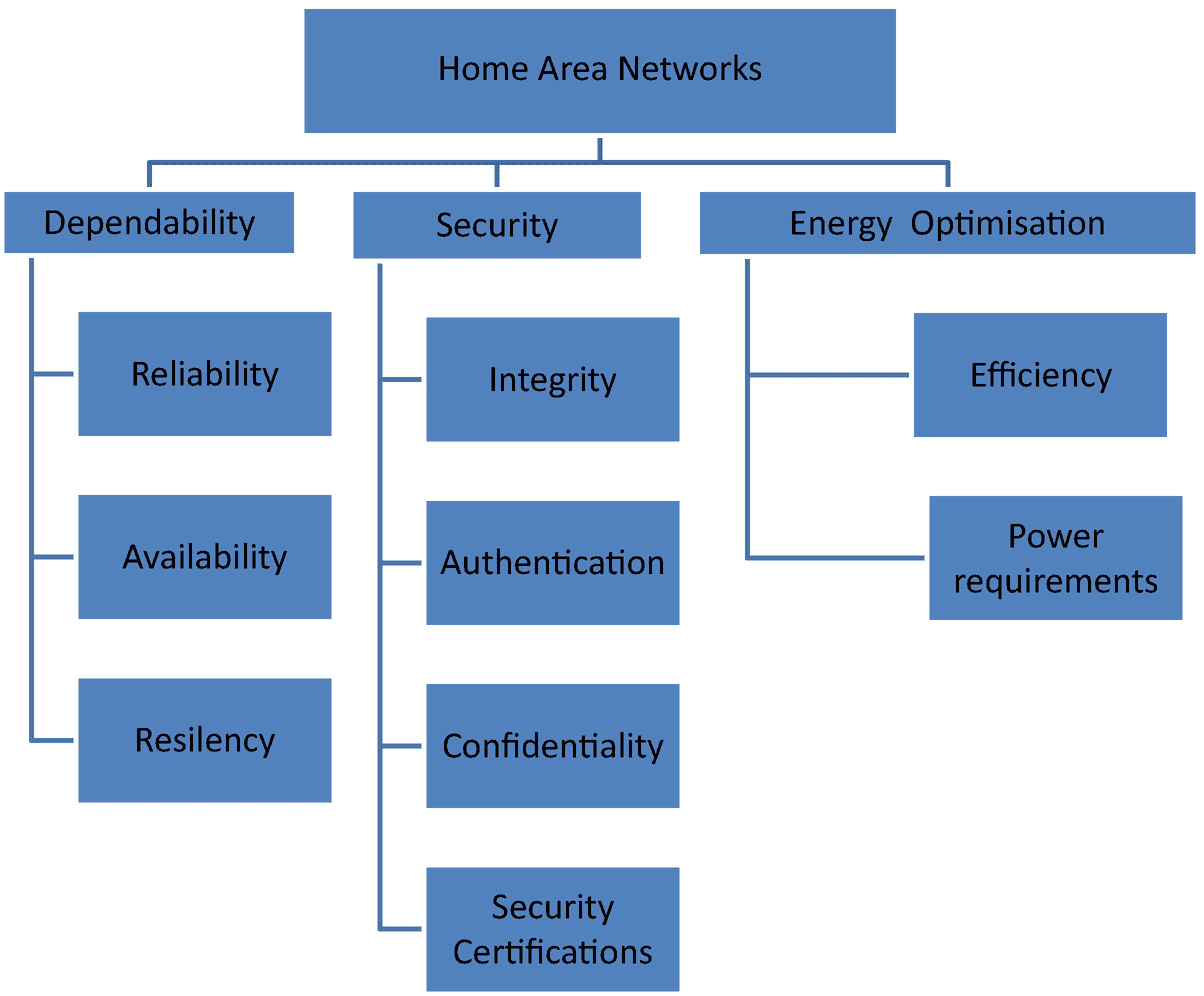 Home Area Networks
Dependability
Security
Energy Optimisation
Reliability
Integrity
Efficiency
Availability
Authentication
Power
requirements
Resilency
Confidentiality
Security
Certifications